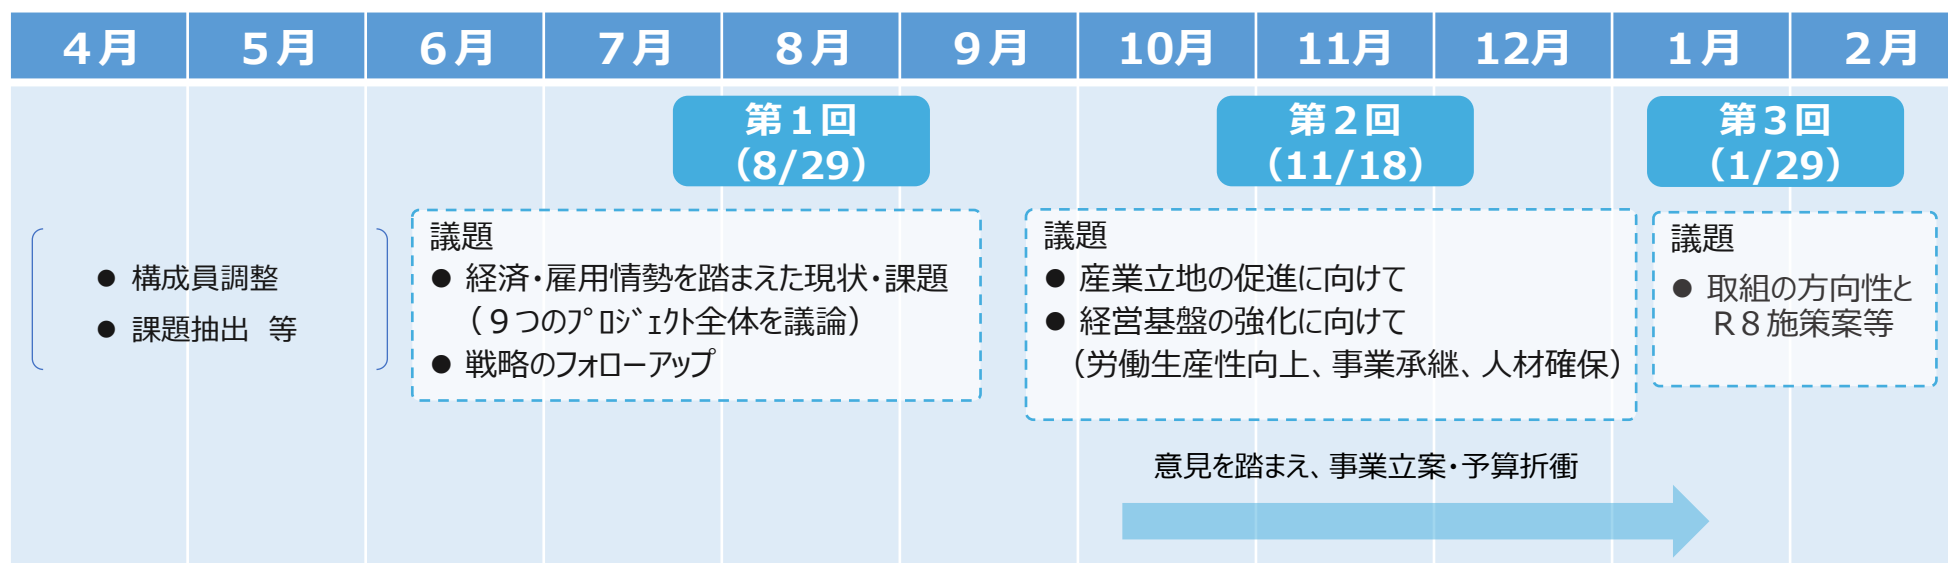 ４月 ５月 ６月 ７月 ８月 ９月 10月 11月 12月 １月 ２月
第１回
（8/29）
第２回
（11/18）
第３回
（1/29）
● 構成員調整
● 課題抽出　等
議題
● 経済・雇用情勢を踏まえた現状・課題
（９つのﾌﾟﾛｼﾞｪｸﾄ全体を議論）
● 戦略のフォローアップ
議題
● 産業立地の促進に向けて
● 経営基盤の強化に向けて
（労働生産性向上、事業承継、人材確保）
議題
● 取組の方向性と
Ｒ８施策案等
意見を踏まえ、事業立案・予算折衝